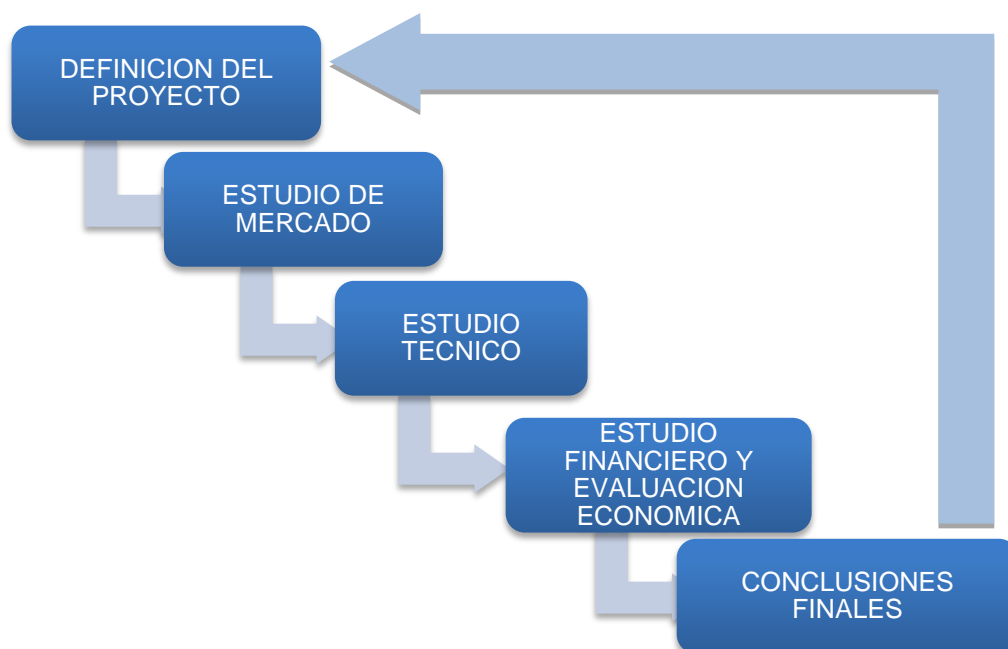 DEFINICION DEL
PROYECTO
ESTUDIO DE
MERCADO
ESTUDIO
TECNICO
ESTUDIO
FINANCIERO Y
EVALUACION
ECONOMICA
CONCLUSIONES
FINALES